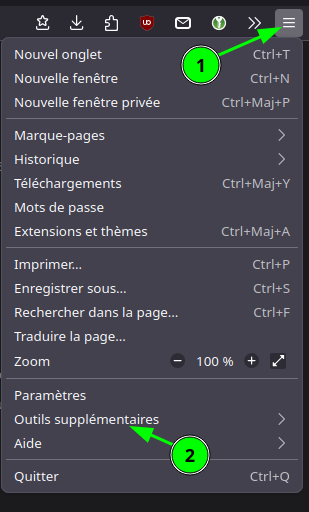 UD
1
Nouvel onglet Ctrl+T
Nouvelle fenêtre Ctrl+N
Nouvelle fenêtre privée Ctrl+Maj+P
Marque-pages
Historique
Téléchargements Ctrl+Maj+Y
Mots de passe
Extensions et thèmes Ctrl+Maj+A
Imprimer... Ctrl+P
Enregistrer sous... Ctrl+S
Rechercher dans la page... Ctrl+F
Traduire la page...
Zoom 100 %
Paramètres
Outils supplémentaires
Aide
2
Quitter Ctrl+Q